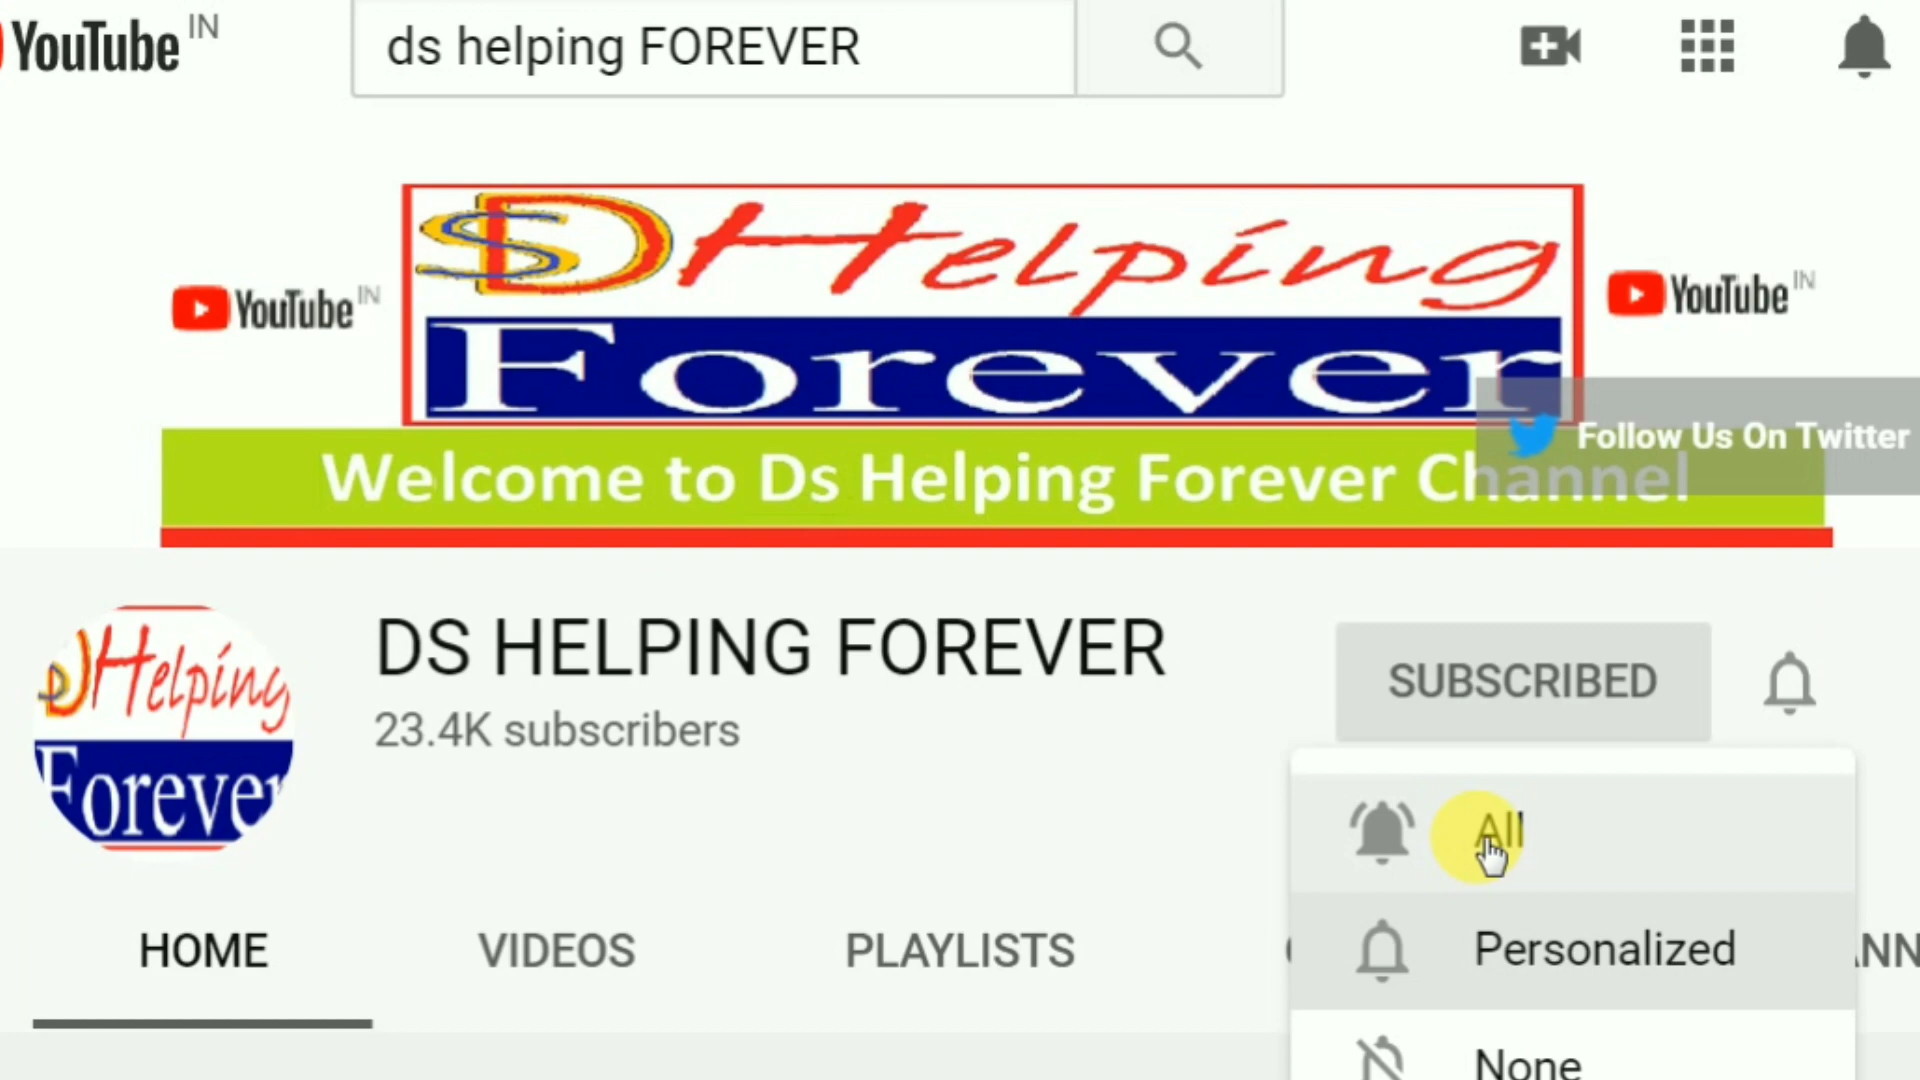 YouTube IN
ds helping FOREVER
SD Helping
Forever
YouTube IN
YouTube IN
Follow Us On Twitter
Welcome to Ds Helping Forever Channel
DS HELPING FOREVER
23.4K subscribers
SUBSCRIBED
D Helping
Forever
All
HOME
VIDEOS
PLAYLISTS
Personalized
None